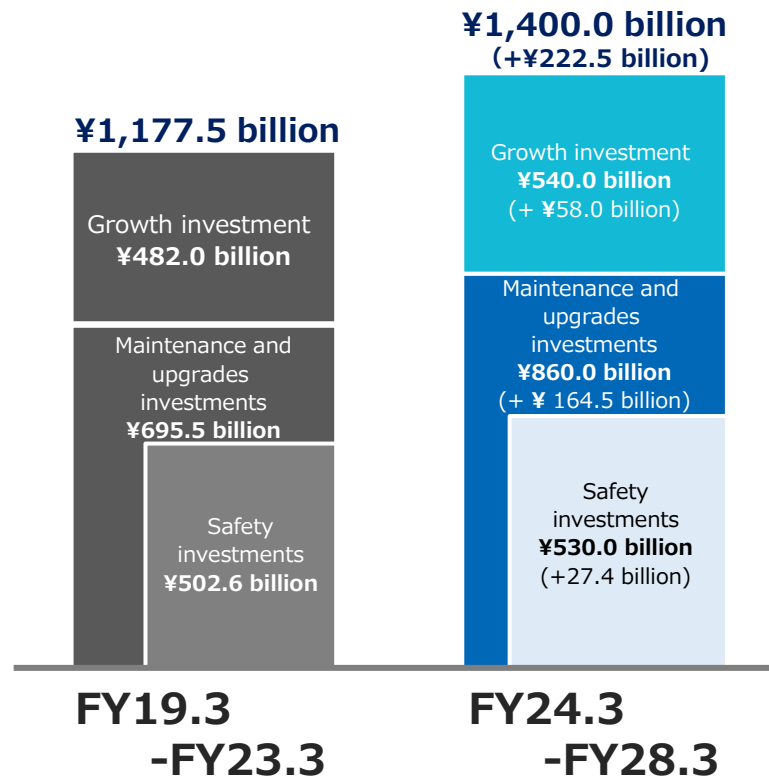 ¥1,177.5 billion
Growth investment
¥482.0 billion
Maintenance and
upgrades
investments
¥695.5 billion
Safety
investments
¥502.6 billion
FY19.3
-FY23.3
¥1,400.0 billion
(+¥222.5 billion)
Growth investment
¥540.0 billion
(+ ¥58.0 billion)
Maintenance and
upgrades
investments
¥860.0 billion
(+ ¥ 164.5 billion)
Safety
investments
¥530.0 billion
(+27.4 billion)
FY24.3
-FY28.3